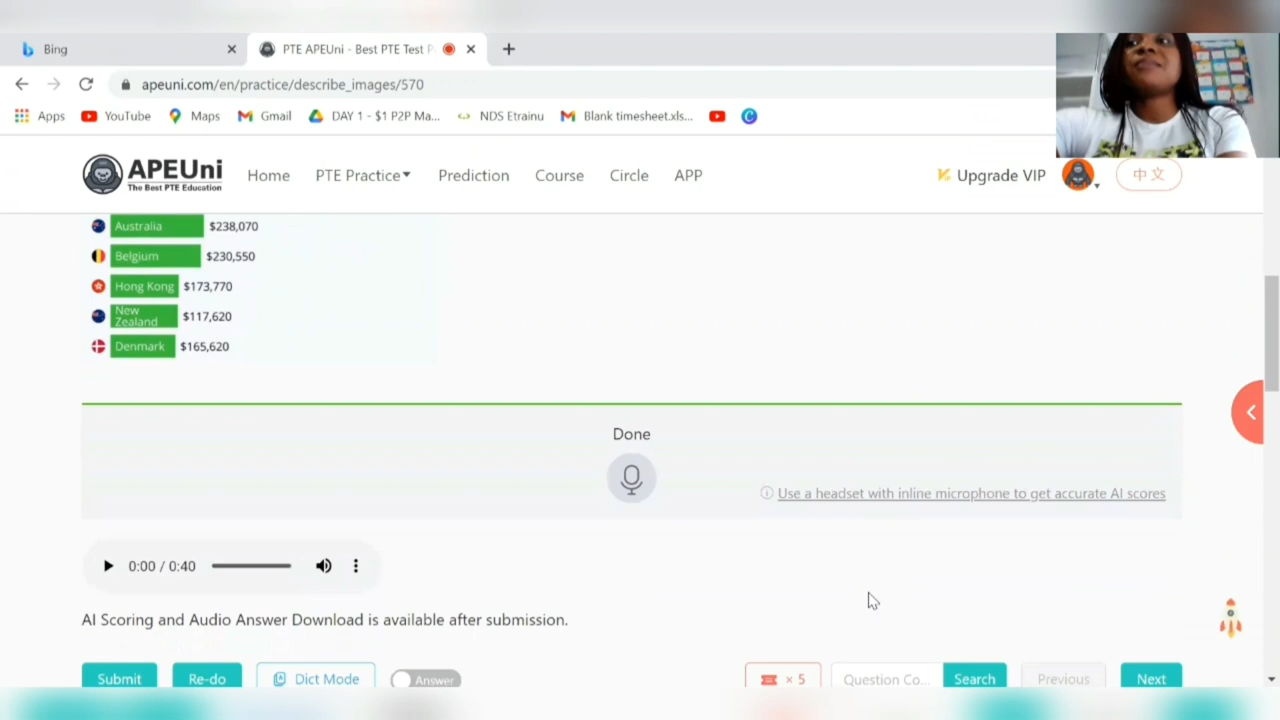 Bing
PTE APEUni - Best PTE Test P
apeuni.com/en/practice/describe_images/570
Apps YouTube Maps Gmail DAY 1 - $1 P2P Ma... NDS Etrainu Blank timesheet.xls...
APEUni
The Best PTE Education
Home PTE Practice Prediction Course Circle APP Upgrade VIP 中文
Australia $238,070
Belgium $230,550
Hong Kong $173,770
New
Zealand $117,620
Denmark $165,620
Done
Use a headset with inline microphone to get accurate AI scores
0:00 / 0:40
AI Scoring and Audio Answer Download is available after submission.
Submit Re-do Dict Mode Answer × 5 Question Co... Search Previous Next